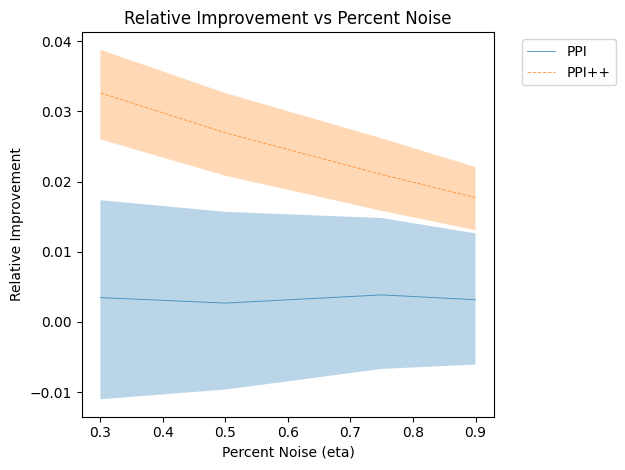 Relative Improvement vs Percent Noise
PPI
PPI++
Relative Improvement
0.04
0.03
0.02
0.01
0.00
−0.01
0.3 0.4 0.5 0.6 0.7 0.8 0.9
Percent Noise (eta)